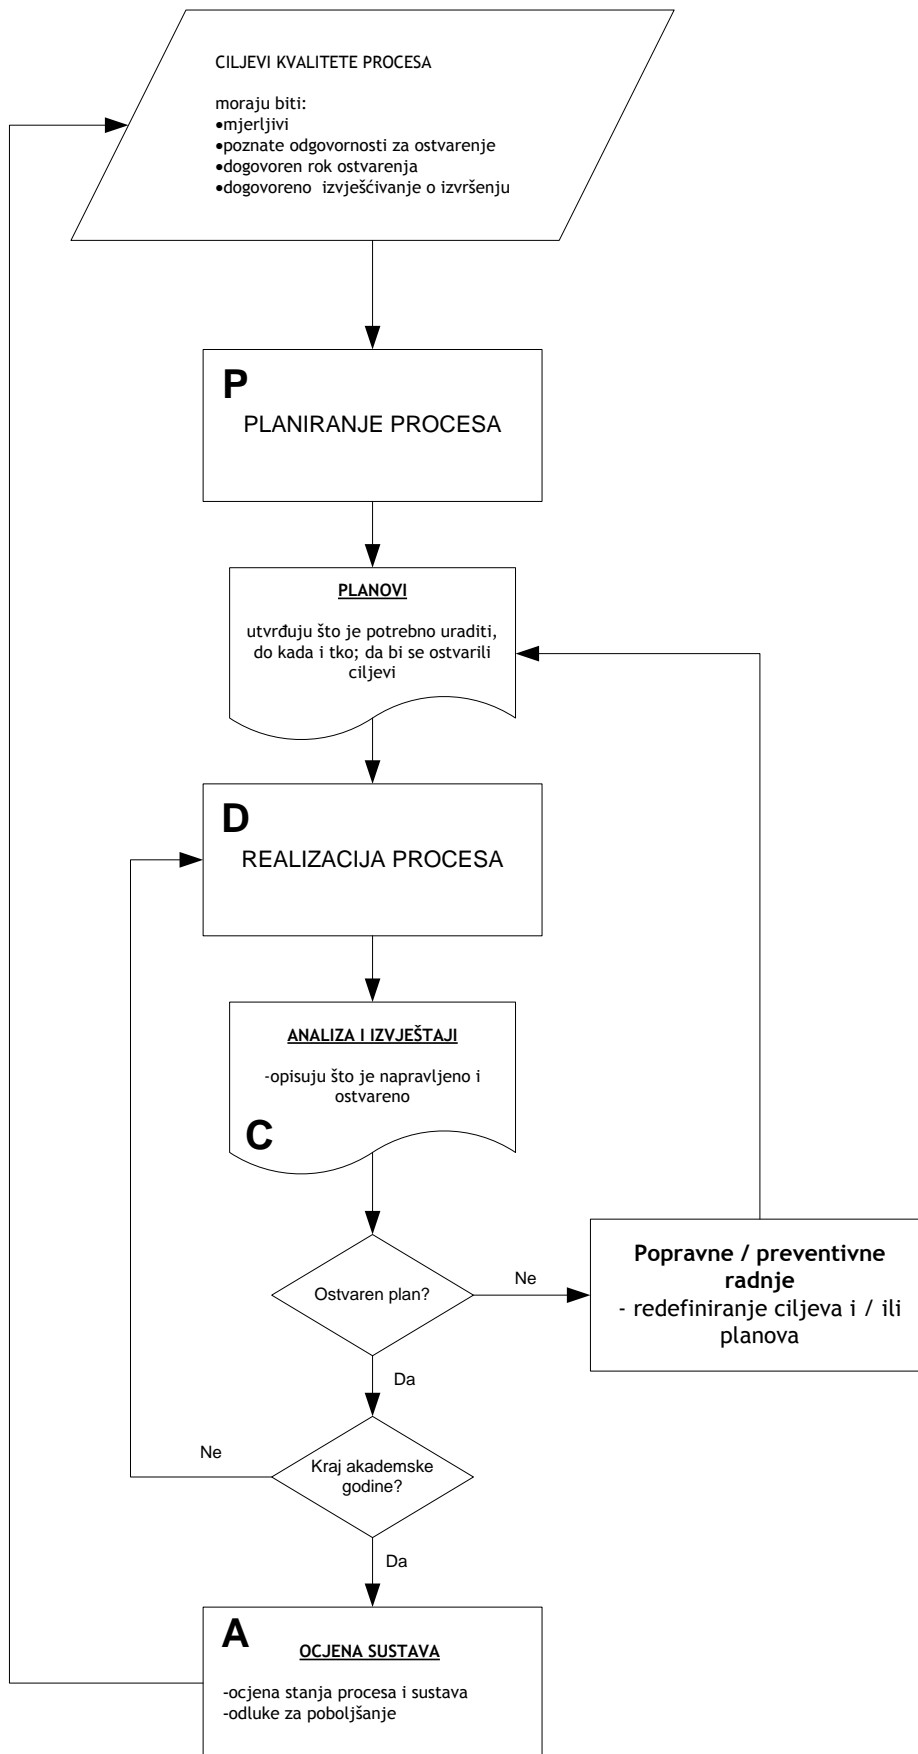 CILJEVI KVALITETE PROCESA
moraju biti:
•mjerljivi
•poznate odgovornosti za ostvarenje
•dogovoren rok ostvarenja
•dogovoreno izvješćivanje o izvršenju
P
PLANIRANJE PROCESA
PLANOVI
utvrđuju što je potrebno uraditi,
do kada i tko; da bi se ostvarili
ciljevi
D
REALIZACIJA PROCESA
ANALIZA I IZVJEŠTAJI
-opisuju što je napravljeno i
ostvareno
C
Ostvaren plan?
Ne
Popravne / preventivne
radnje
- redefiniranje ciljeva i / ili
planova
Da
Kraj akademske
godine?
Ne
Da
A
OCJENA SUSTAVA
-ocjena stanja procesa i sustava
-odluke za poboljšanje